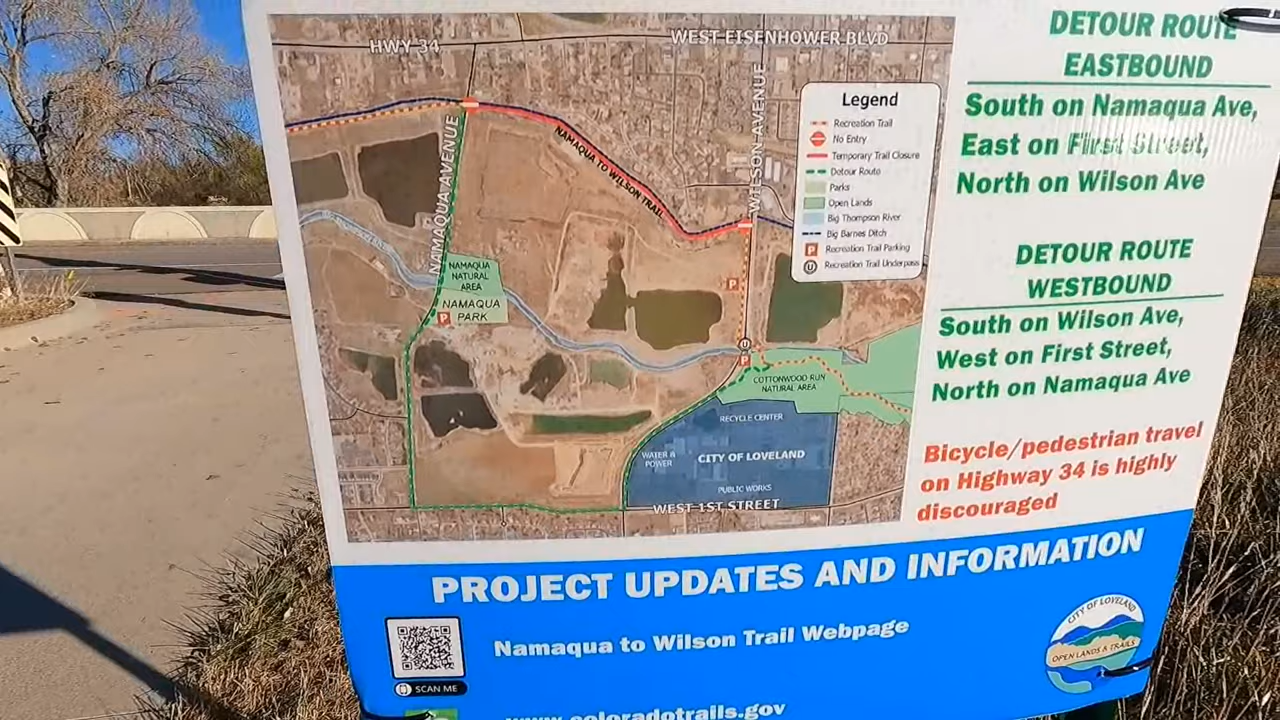 HWY 34
WEST EISENHOWER BLVD
NAMAQUA AVENUE
WILSON AVENUE
NAMAQUA TO WILSON TRAIL
Legend
Recreation Trail
No Entry
Temporary Trail Closure
Detour Route
Parks
Open Lands
Big Thompson River
Big Barnes Ditch
P Recreation Trail Parking
U Recreation Trail Underpass
NAMAQUA
NATURAL
AREA
NAMAQUA
P PARK
P
U
P
COTTONWOOD RUN
NATURAL AREA
RECYCLE CENTER
WATER &
POWER
CITY OF LOVELAND
PUBLIC WORKS
WEST 1ST STREET
DETOUR ROUTE
EASTBOUND
South on Namaqua Ave,
East on First Street,
North on Wilson Ave
DETOUR ROUTE
WESTBOUND
South on Wilson Ave,
West on First Street,
North on Namaqua Ave
Bicycle/pedestrian travel
on Highway 34 is highly
discouraged
PROJECT UPDATES AND INFORMATION
Namaqua to Wilson Trail Webpage
SCAN ME
www.coloradotrails.gov
CITY OF LOVELAND
OPEN LANDS & TRAILS